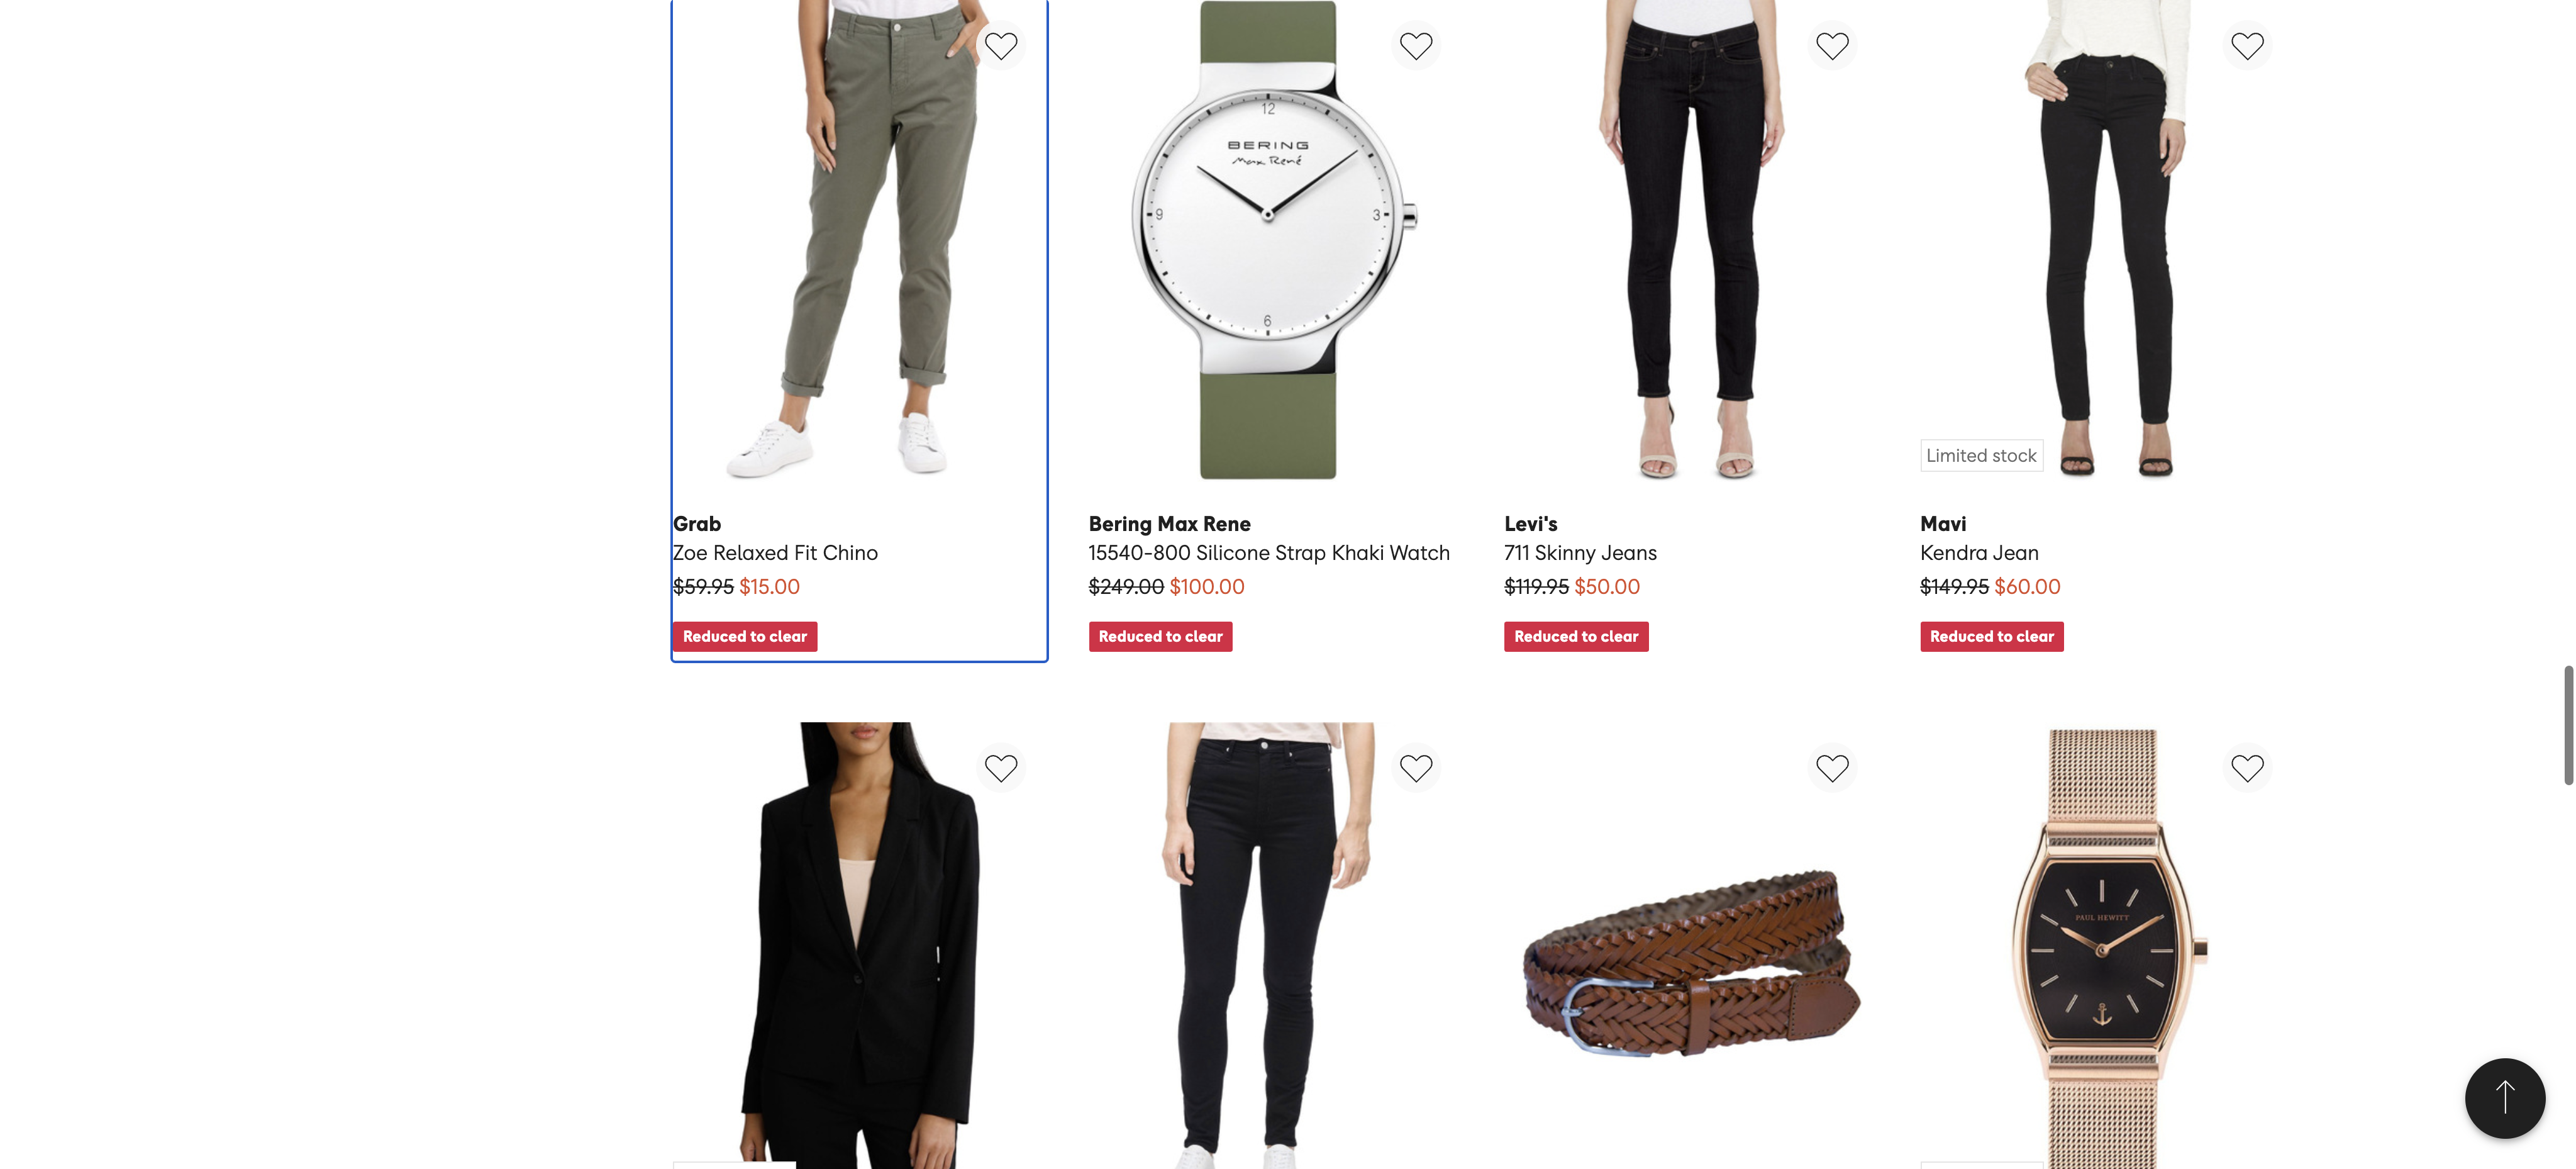 12
BERING
Max René
9
3
6
Limited stock
Grab
Zoe Relaxed Fit Chino
$59.95 $15.00
Reduced to clear
Bering Max Rene
15540-800 Silicone Strap Khaki Watch
$249.00 $100.00
Reduced to clear
Levi's
711 Skinny Jeans
$119.95 $50.00
Reduced to clear
Mavi
Kendra Jean
$149.95 $60.00
Reduced to clear
PAUL HEWITT